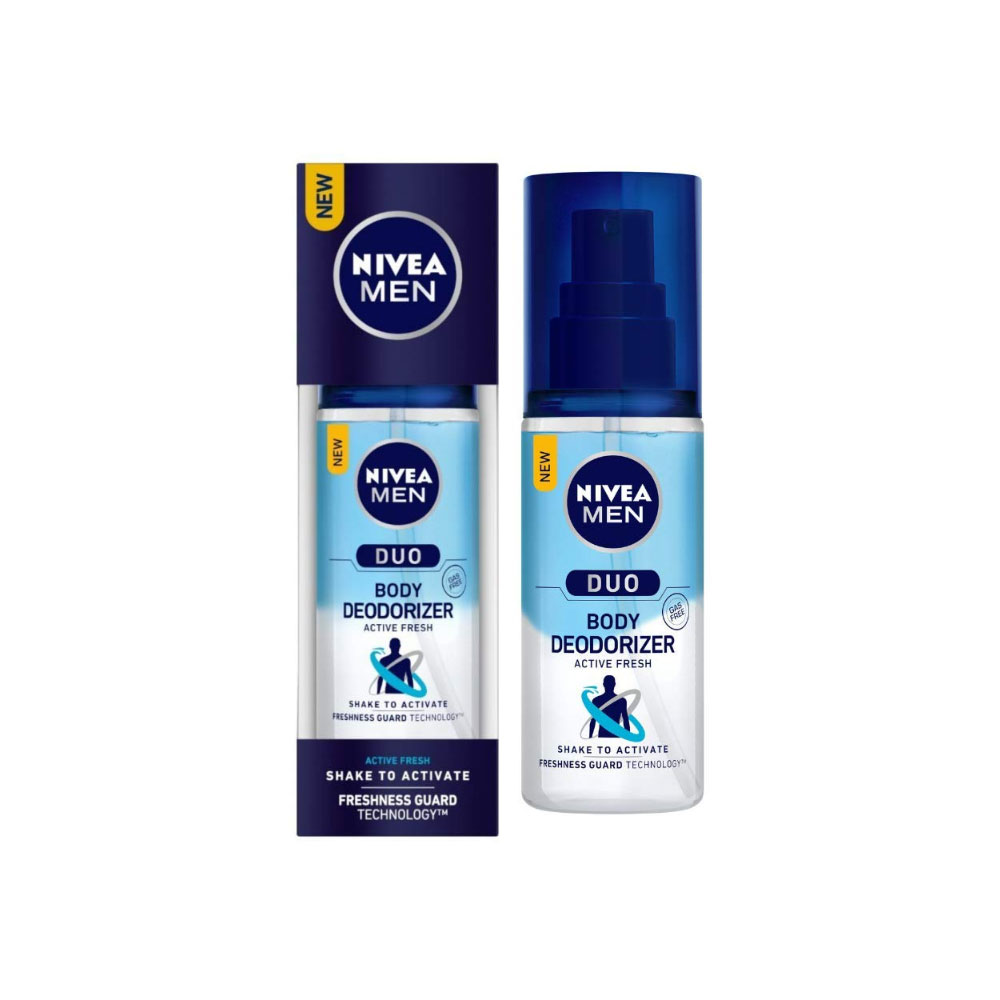 NEW
NIVEA
MEN
NEW
NIVEA
MEN
DUO
GAS
FREE
BODY
DEODORIZER
ACTIVE FRESH
SHAKE TO ACTIVATE
FRESHNESS GUARD TECHNOLOGY™
ACTIVE FRESH
SHAKE TO ACTIVATE
FRESHNESS GUARD
TECHNOLOGY™
NEW
NIVEA
MEN
DUO
GAS
FREE
BODY
DEODORIZER
ACTIVE FRESH
SHAKE TO ACTIVATE
FRESHNESS GUARD TECHNOLOGY™